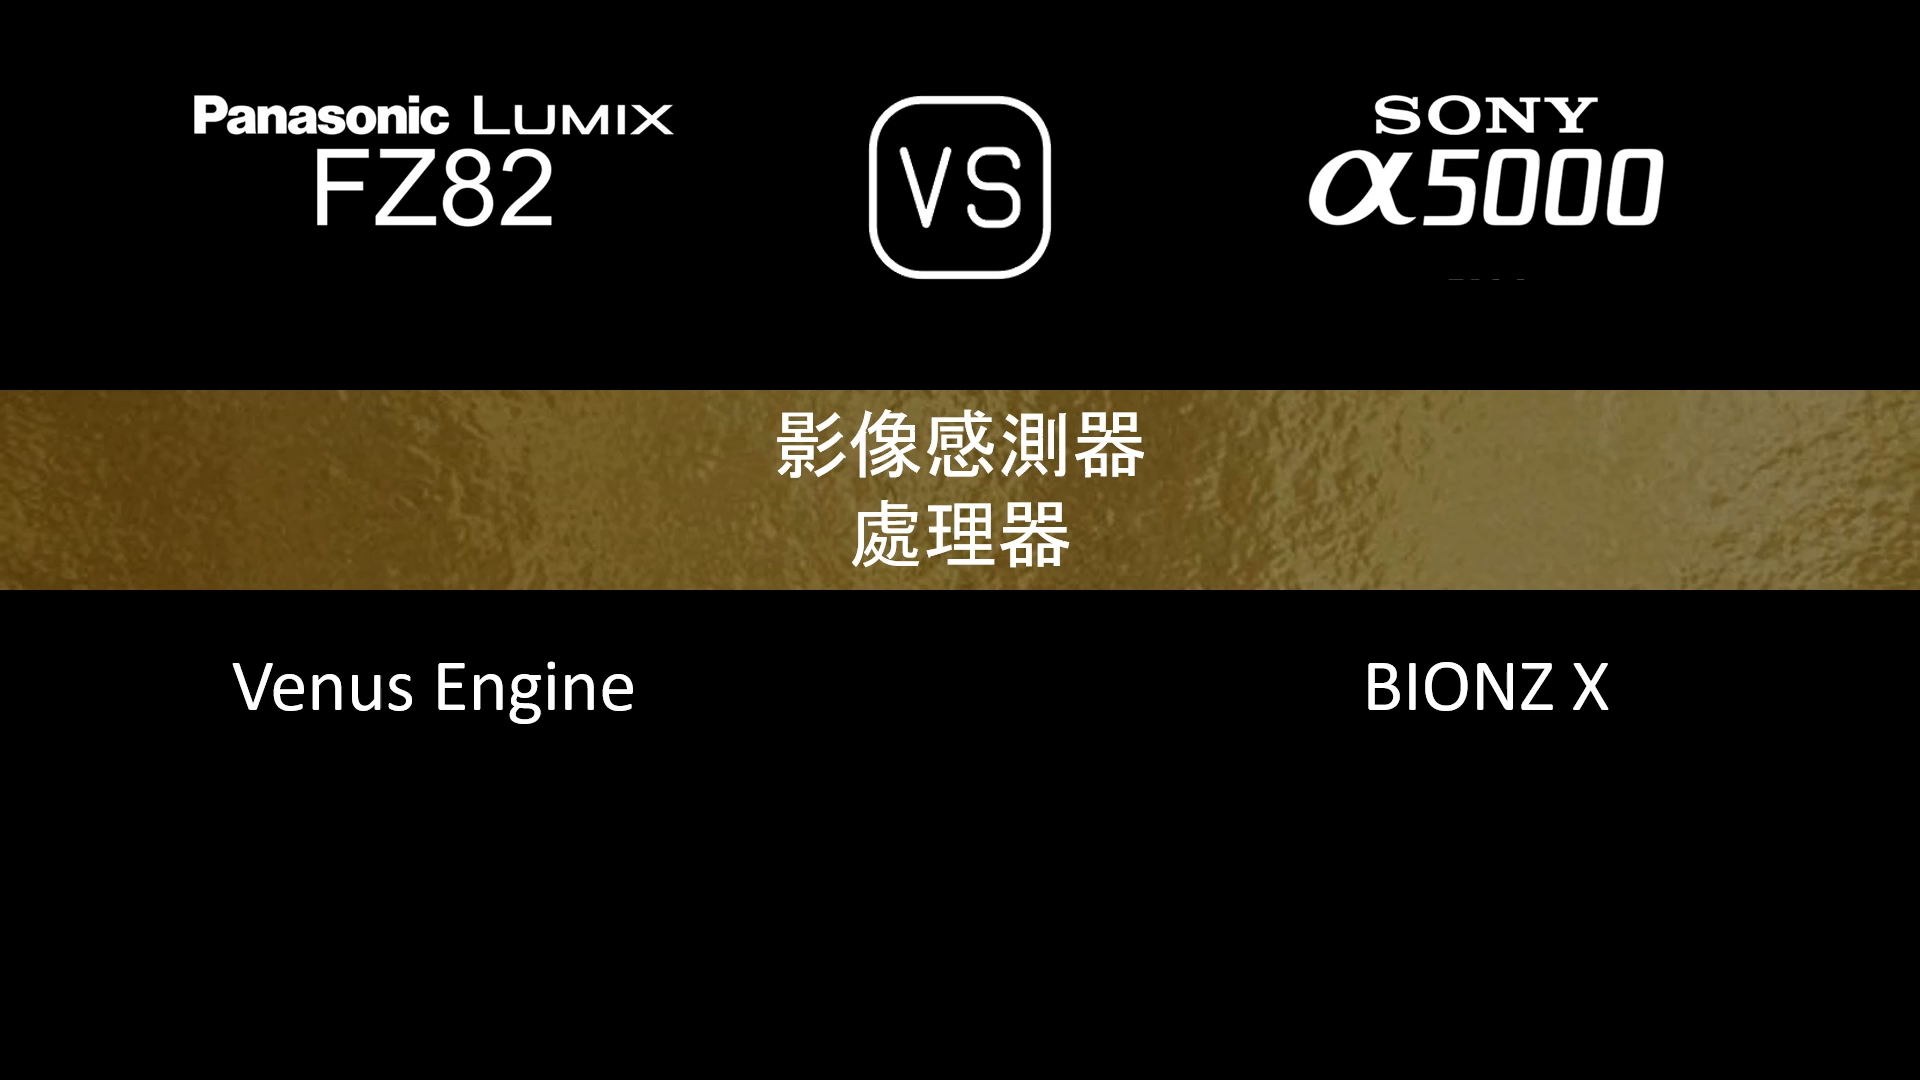 Panasonic LUMIX
FZ82
VS
SONY
α5000
影像感測器
處理器
Venus Engine
BIONZ X